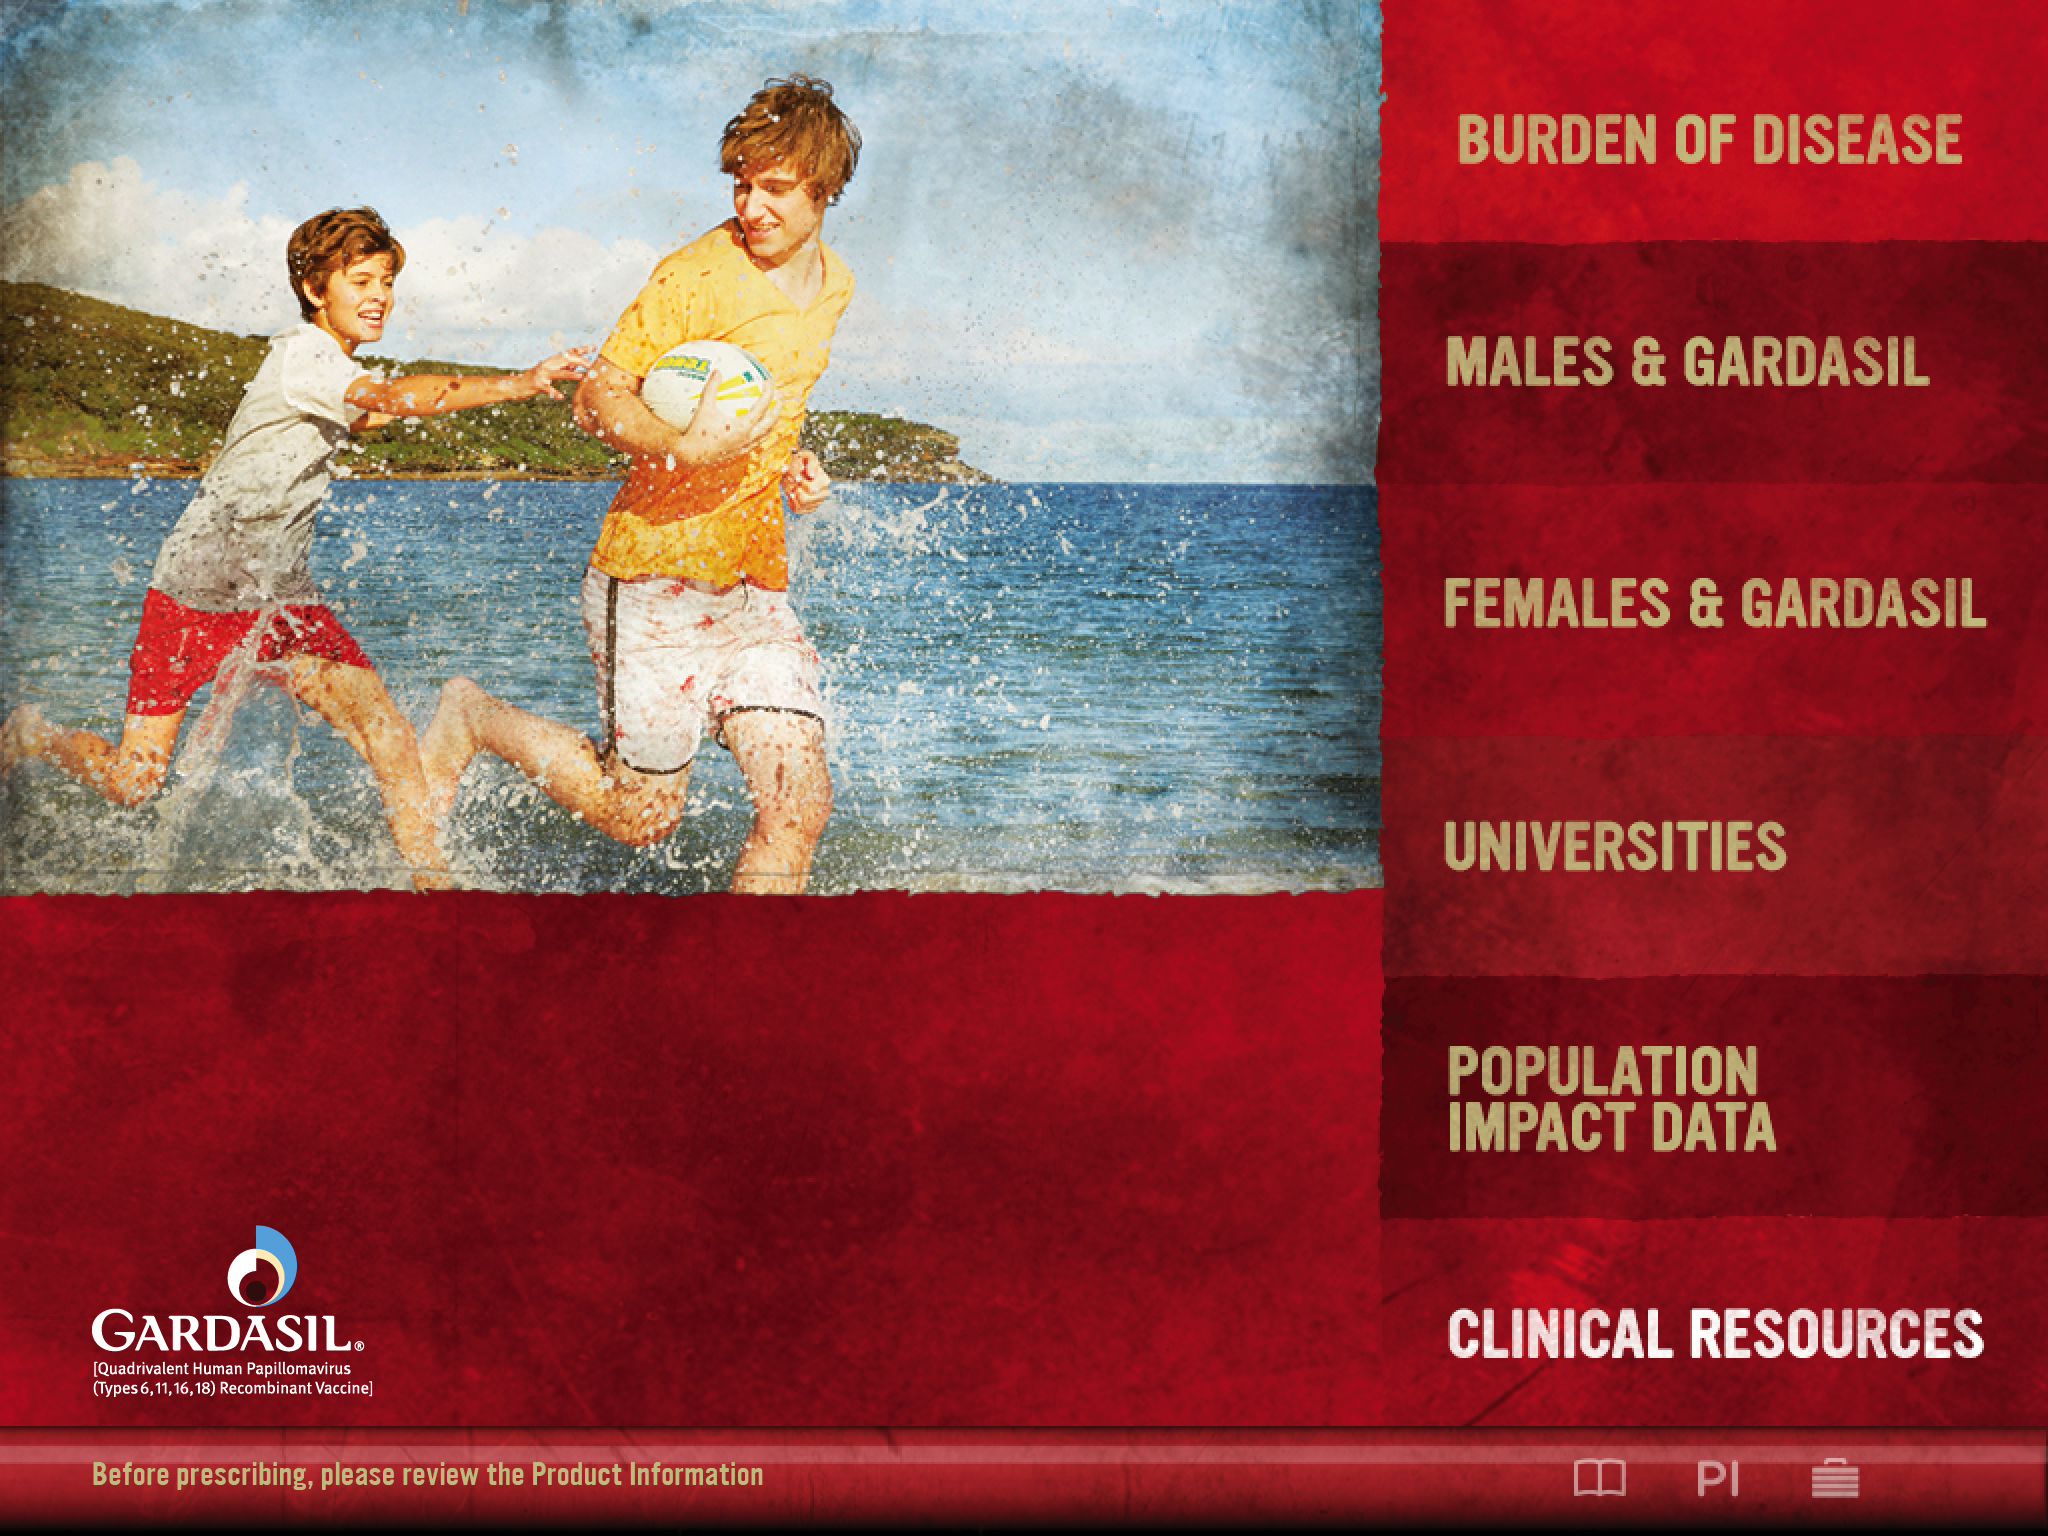 BURDEN OF DISEASE
MALES & GARDASIL
FEMALES & GARDASIL
UNIVERSITIES
POPULATION
IMPACT DATA
CLINICAL RESOURCES
GARDASIL®
[Quadrivalent Human Papillomavirus
(Types 6, 11, 16, 18) Recombinant Vaccine]
Before prescribing, please review the Product Information
PI